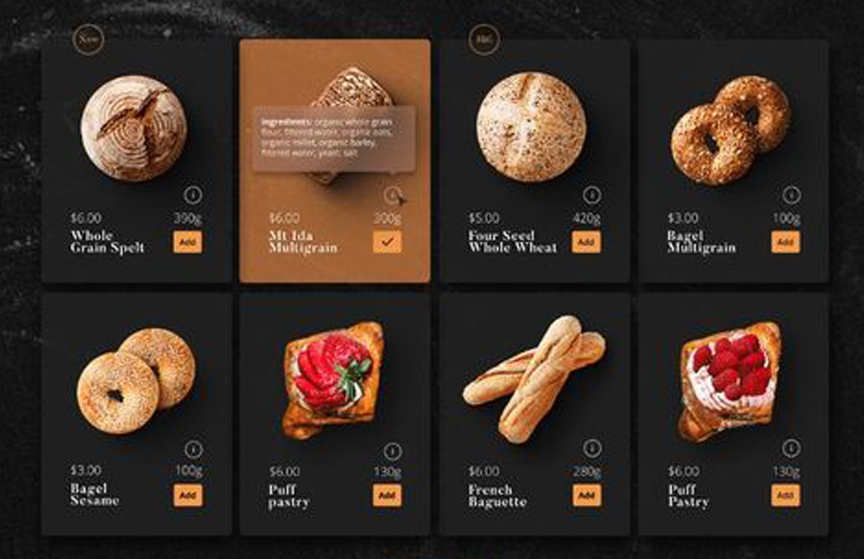 New
$6.00 390g
Whole
Grain Spelt
Add
Ingredients: organic whole grain
flour, filtered water, organic oats,
organic millet, organic barley,
filtered water, yeast, salt
$6.00 300g
Mt Ida
Multigrain
$5.00 420g
Four Seed
Whole Wheat
Add
$3.00 100g
Bagel
Multigrain
Add
$3.00 100g
Bagel
Sesame
Add
$6.00 130g
Puff
pastry
Add
$6.00 280g
French
Baguette
Add
$6.00 130g
Puff
Pastry
Add